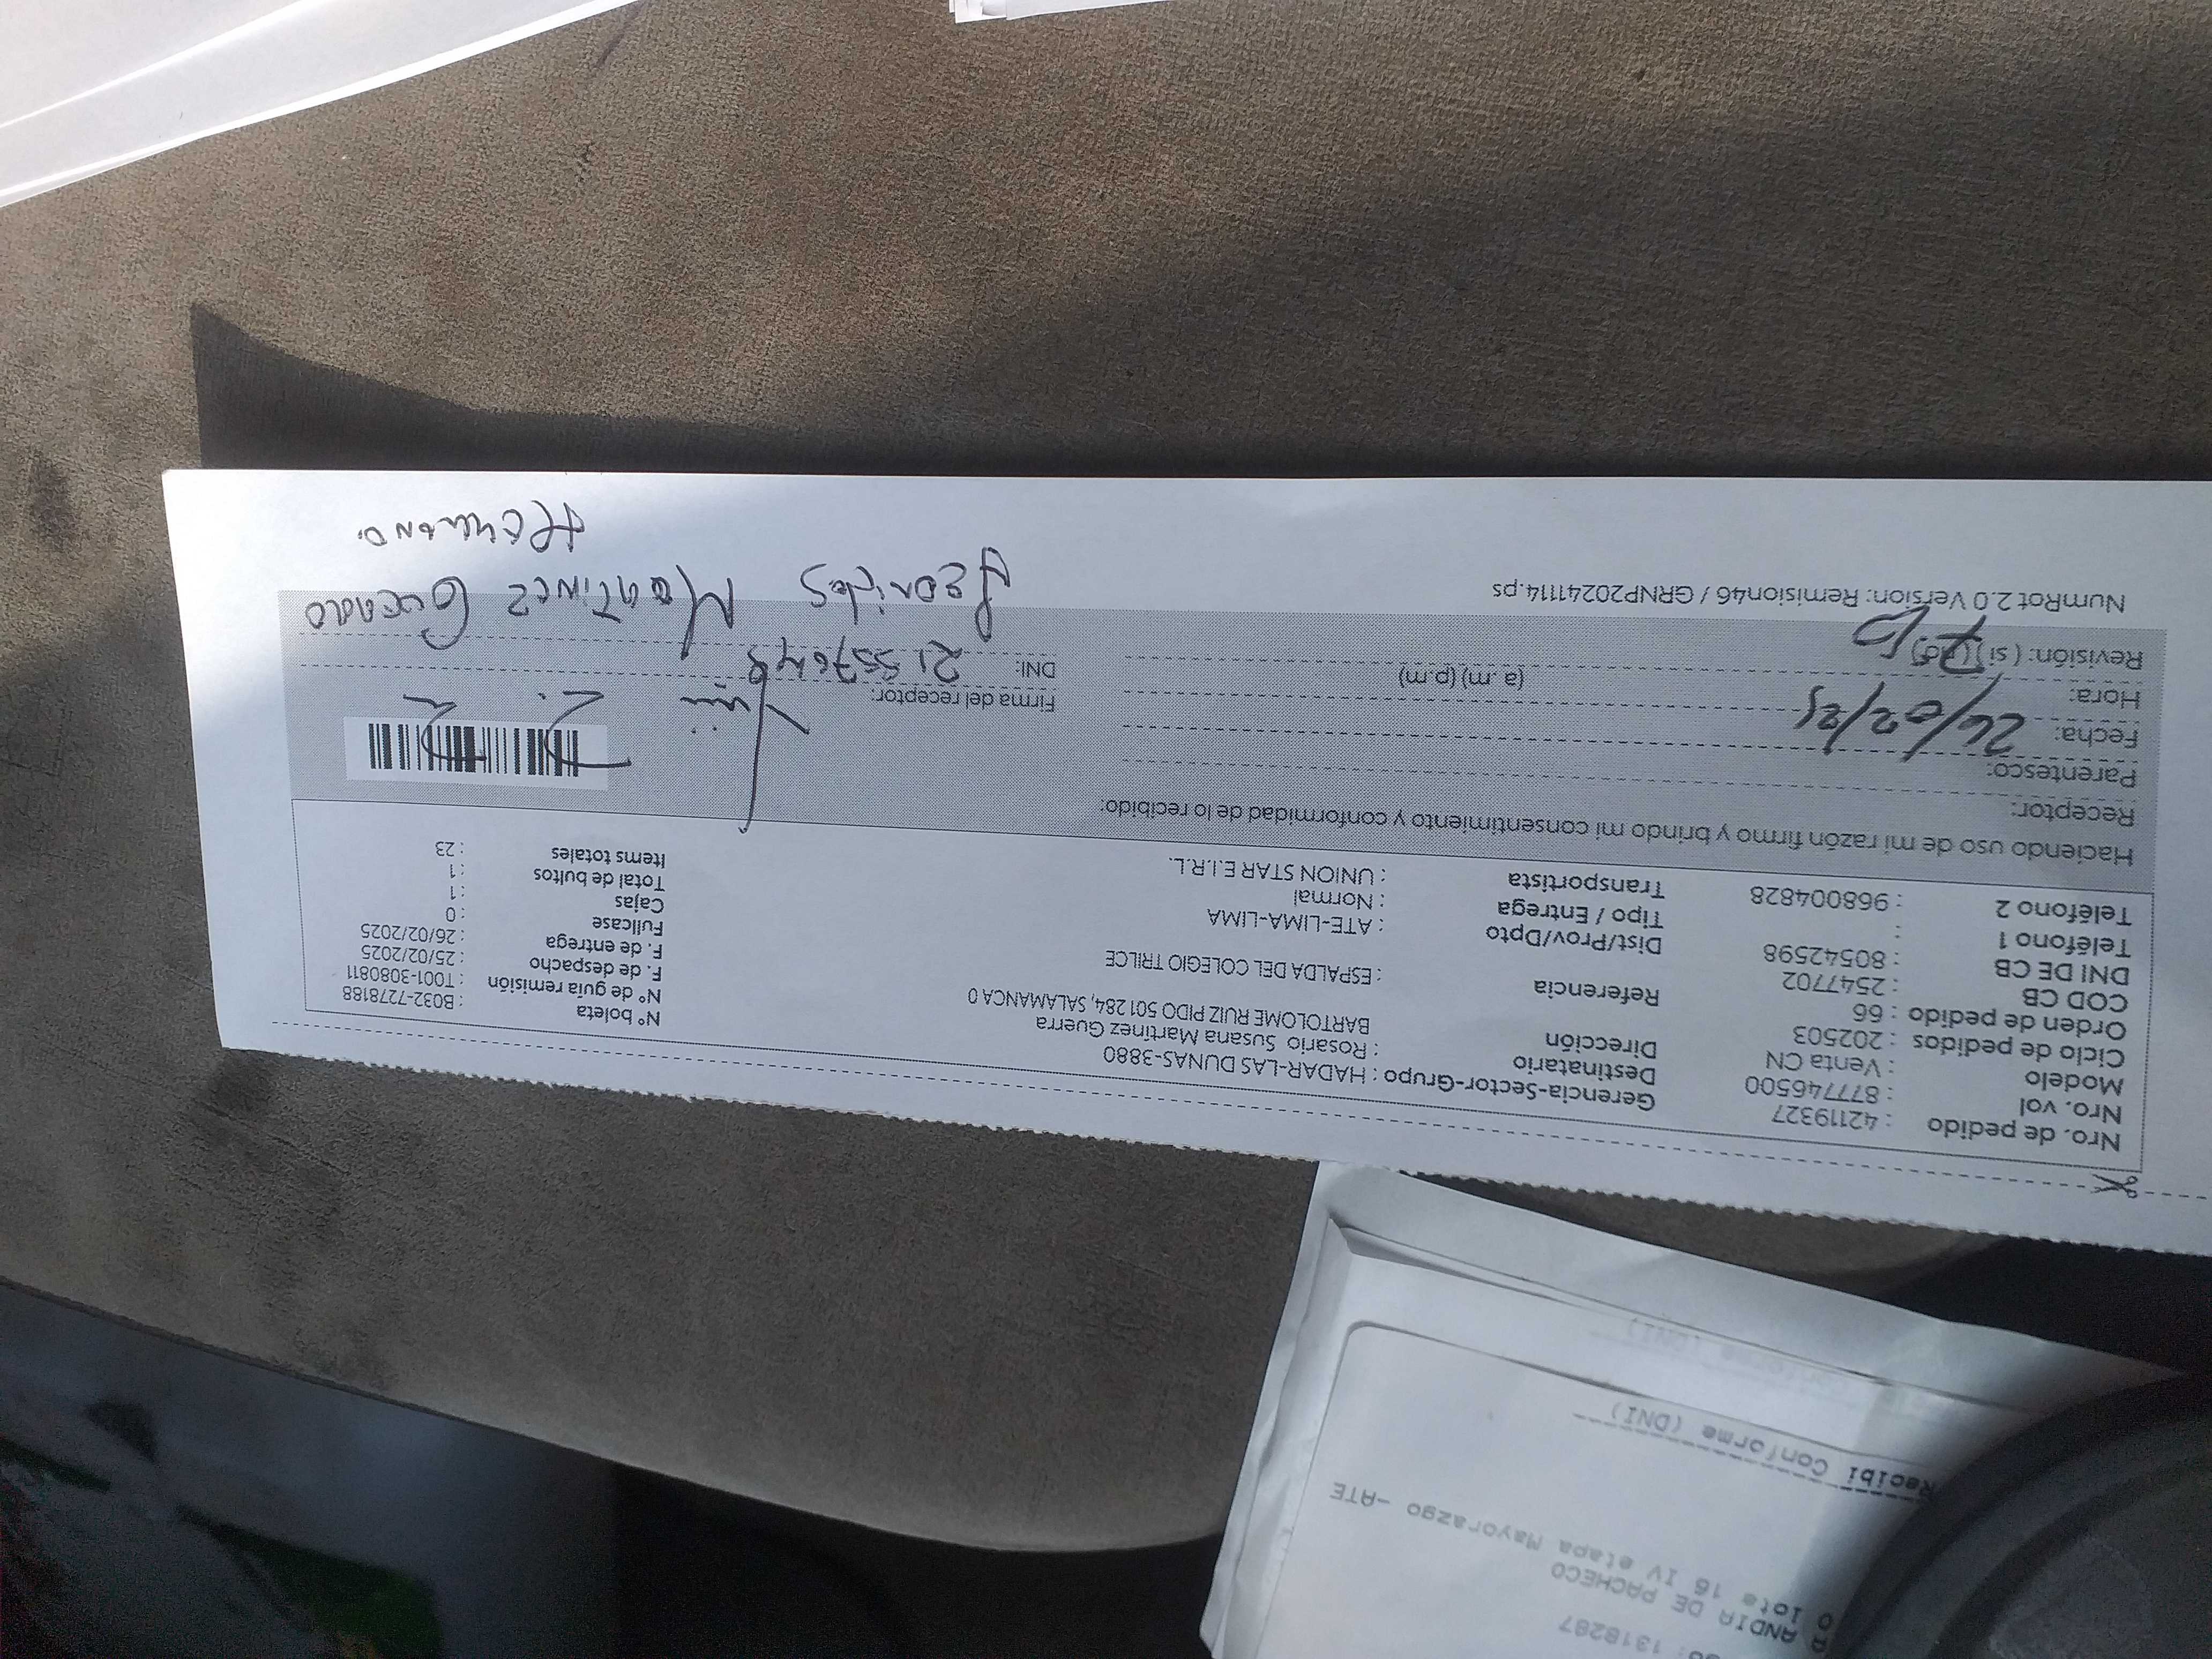 Nro. de pedido : 42119327
Nro. vol : 877746500
Modelo : Venta CN
Ciclo de pedidos : 202503
Orden de pedido : 66
COD CB : 2547702
DNI DE CB : 80542598
Teléfono 1 :
Teléfono 2 : 968004828
Gerencia-Sector-Grupo : HADAR-LAS DUNAS-3880
Destinatario : Rosario Susana Martinez Guerra
Dirección BARTOLOME RUIZ PIDO 501284, SALAMANCA 0
Referencia : ESPALDA DEL COLEGIO TRILCE
Dist/Prov/Dpto : ATE-LIMA-LIMA
Tipo / Entrega : Normal
Transportista : UNION STAR E.I.R.L.
N° boleta : B032-7278188
N° de guía remisión : T001-3080811
F. de despacho : 25/02/2025
F. de entrega : 26/02/2025
Fullcase : 0
Cajas : 1
Total de bultos : 1
Items totales : 23
Haciendo uso de mi razón firmo y brindo mi consentimiento y conformidad de lo recibido:
Receptor:
Parentesco:
Fecha: 26/02/25
Hora: (a.m) (p.m)
Revisión: ( si ) (no)
Firma del receptor:
DNI: 21557648
Martinez
NumRot 2.0 Version: Remision46 / GRNP20241114.ps
: 1318287
ANDIA DE PACHECO
lote 16 IV etapa Mayorazgo -ATE
Recibi Conforme (DNI)